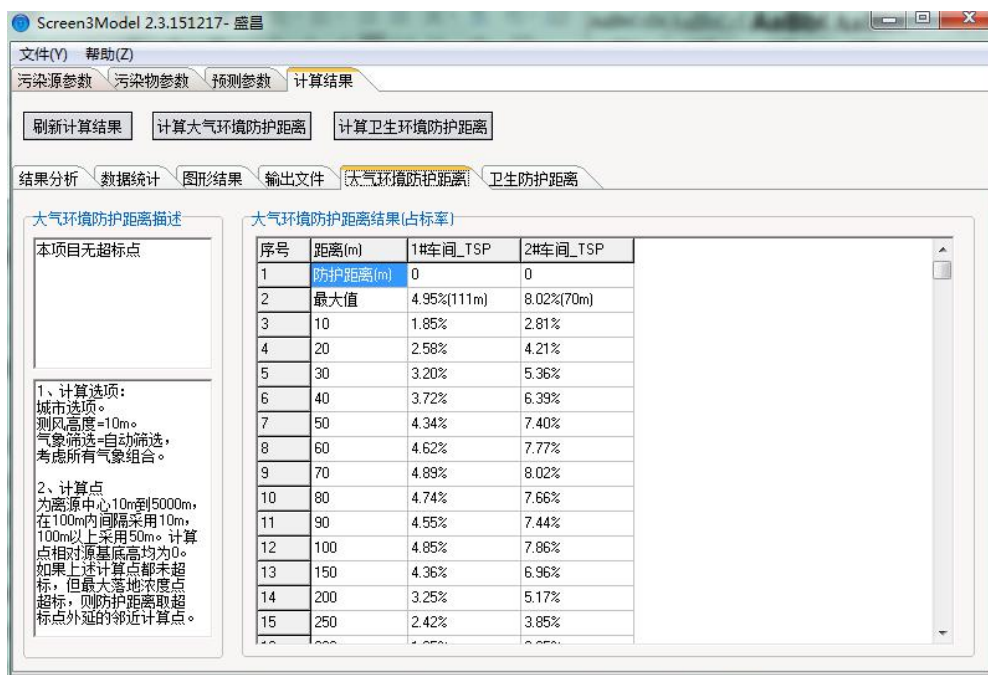 Screen3Model 2.3.151217- 盛昌
文件(Y) 帮助(Z)
污染源参数 污染物参数 预测参数 计算结果
刷新计算结果 计算大气环境防护距离 计算卫生环境防护距离
结果分析 数据统计 图形结果 输出文件 大气环境防护距离 卫生防护距离
大气环境防护距离描述
本项目无超标点
1、计算选项:
城市选项。
测风高度=10m。
气象筛选=自动筛选,
考虑所有气象组合。
2、计算点
为离源中心10m到5000m,
在100m内间隔采用10m,
100m以上采用50m。计算
点相对源基底高均为0。
如果上述计算点都未超
标,但最大落地浓度点
超标,则防护距离取超
标点外延的邻近计算点。
大气环境防护距离结果(占标率)
序号 距离(m) 1#车间_TSP 2#车间_TSP
1 防护距离(m) 0 0
2 最大值 4.95%(111m) 8.02%(70m)
3 10 1.85% 2.81%
4 20 2.58% 4.21%
5 30 3.20% 5.36%
6 40 3.72% 6.39%
7 50 4.34% 7.40%
8 60 4.62% 7.77%
9 70 4.89% 8.02%
10 80 4.74% 7.66%
11 90 4.55% 7.44%
12 100 4.85% 7.86%
13 150 4.36% 6.96%
14 200 3.25% 5.17%
15 250 2.42% 3.85%